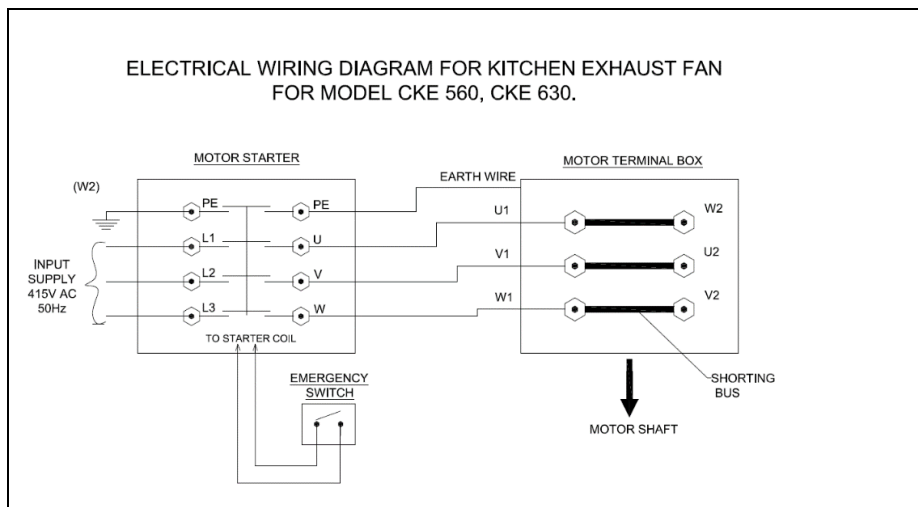 ELECTRICAL WIRING DIAGRAM FOR KITCHEN EXHAUST FAN
FOR MODEL CKE 560, CKE 630.
MOTOR STARTER
MOTOR TERMINAL BOX
(W2)
EARTH WIRE
PE
PE
U1
W2
L1
U
INPUT
SUPPLY
415V AC
50Hz
L2
V
V1
U2
L3
W
W1
V2
TO STARTER COIL
EMERGENCY
SWITCH
SHORTING
BUS
MOTOR SHAFT